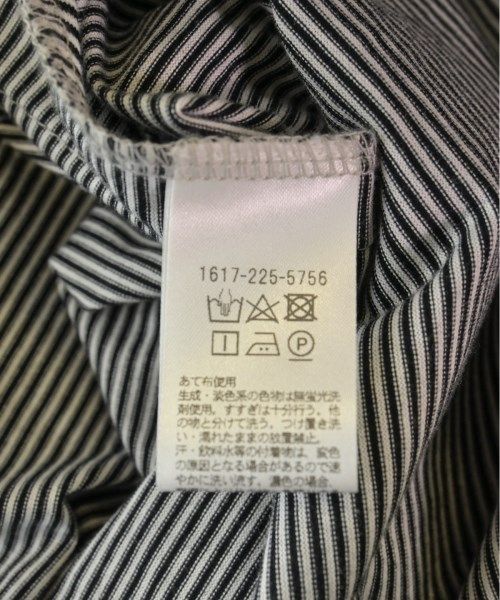 1617-225-5756
P
あて布使用
生成・淡色系の色物は無蛍光洗
剤使用。すすぎは十分行う。他
の物と分けて洗う。つけ置き洗
い・濡れたままの放置禁止。
汗・飲料水等の付着物は、変色
の原因となる場合があるので速
やかに洗い流す。濃色の場合、